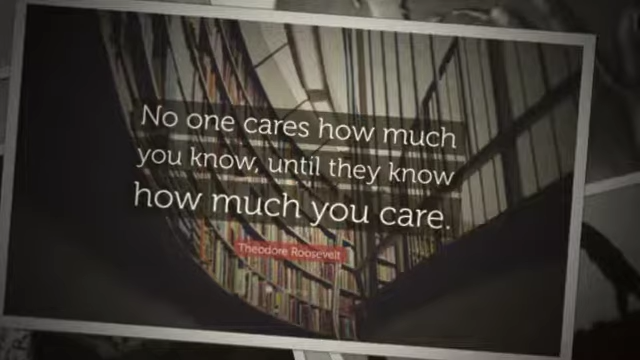 No one cares how much
you know, until they know
how much you care.
Theodore Roosevelt